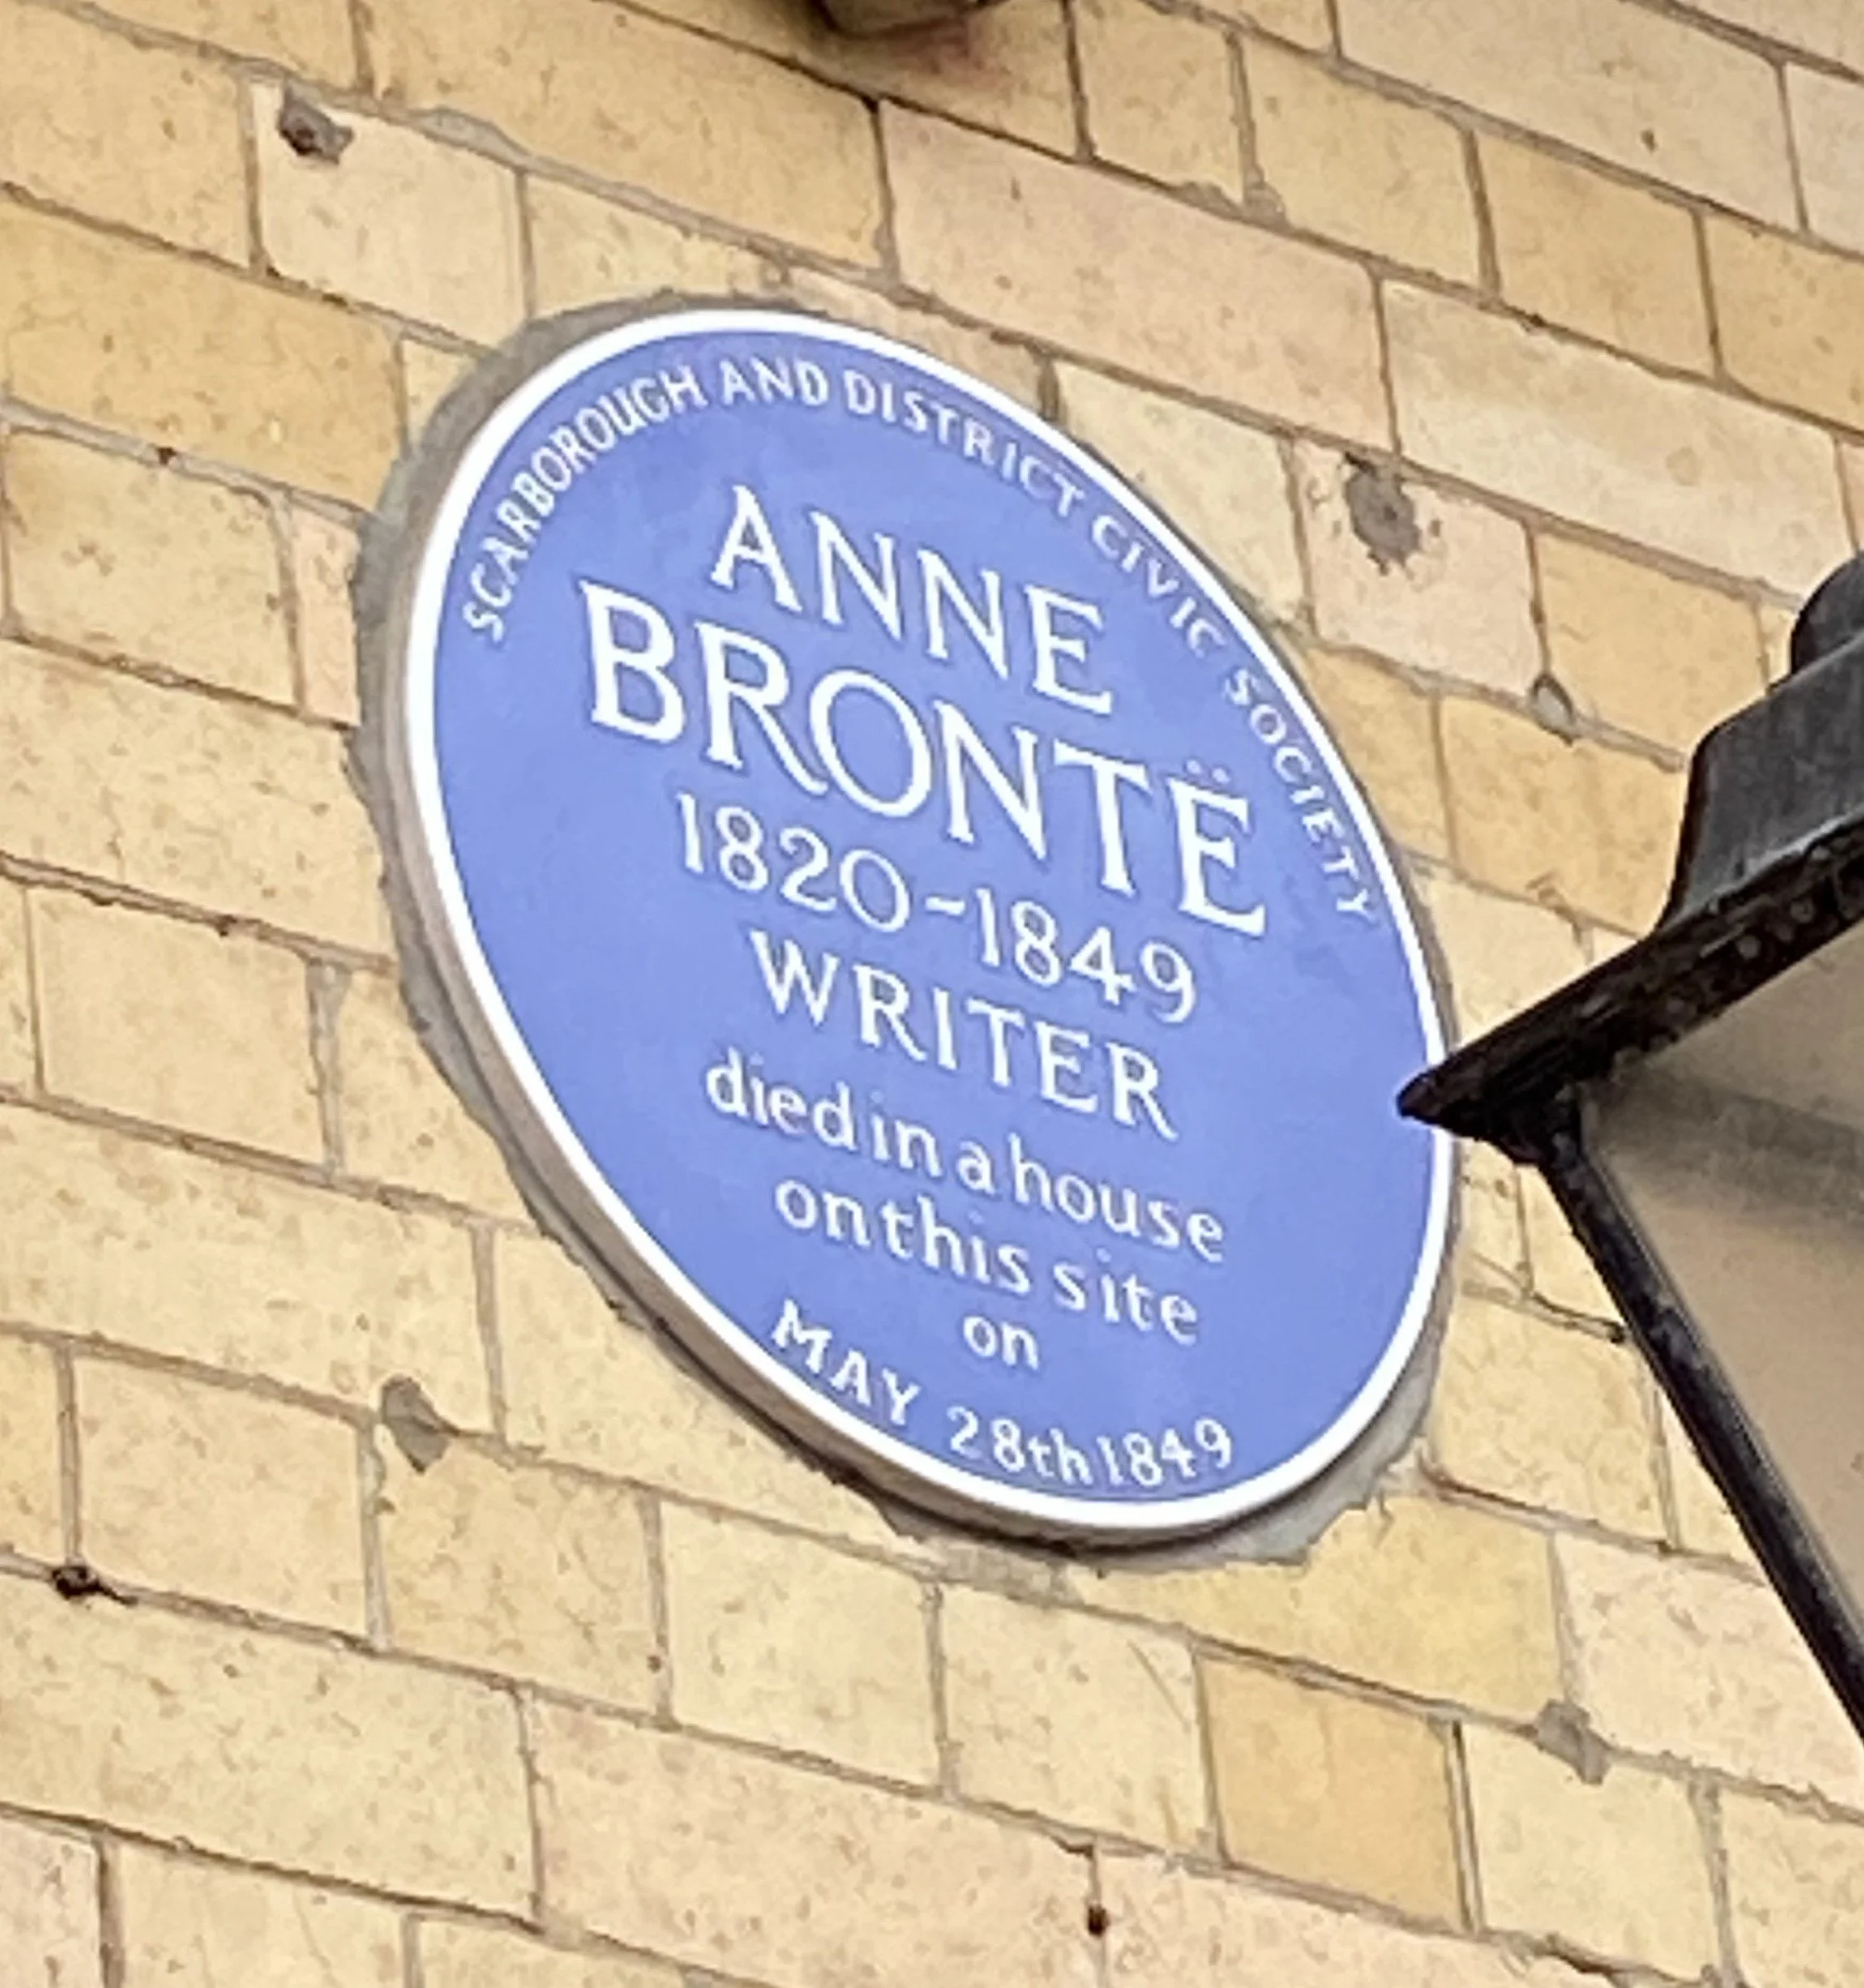 SCARBOROUGH AND DISTRICT CIVIC SOCIETY
ANNE
BRONTË
1820-1849
WRITER
died in a house
on this site
on
MAY 28th 1849